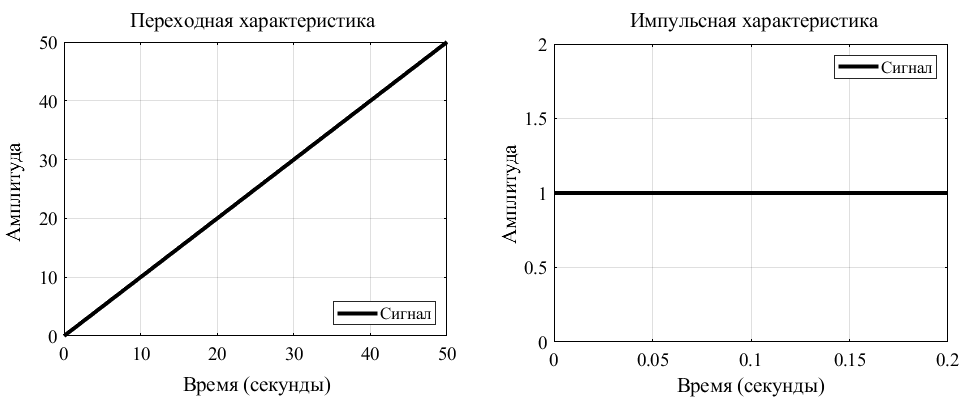 Переходная характеристика
50
40
30
20
10
0
Амплитуда
Сигнал
0 10 20 30 40 50
Время (секунды)
Импульсная характеристика
2
1.5
1
0.5
0
Амплитуда
Сигнал
0 0.05 0.1 0.15 0.2
Время (секунды)